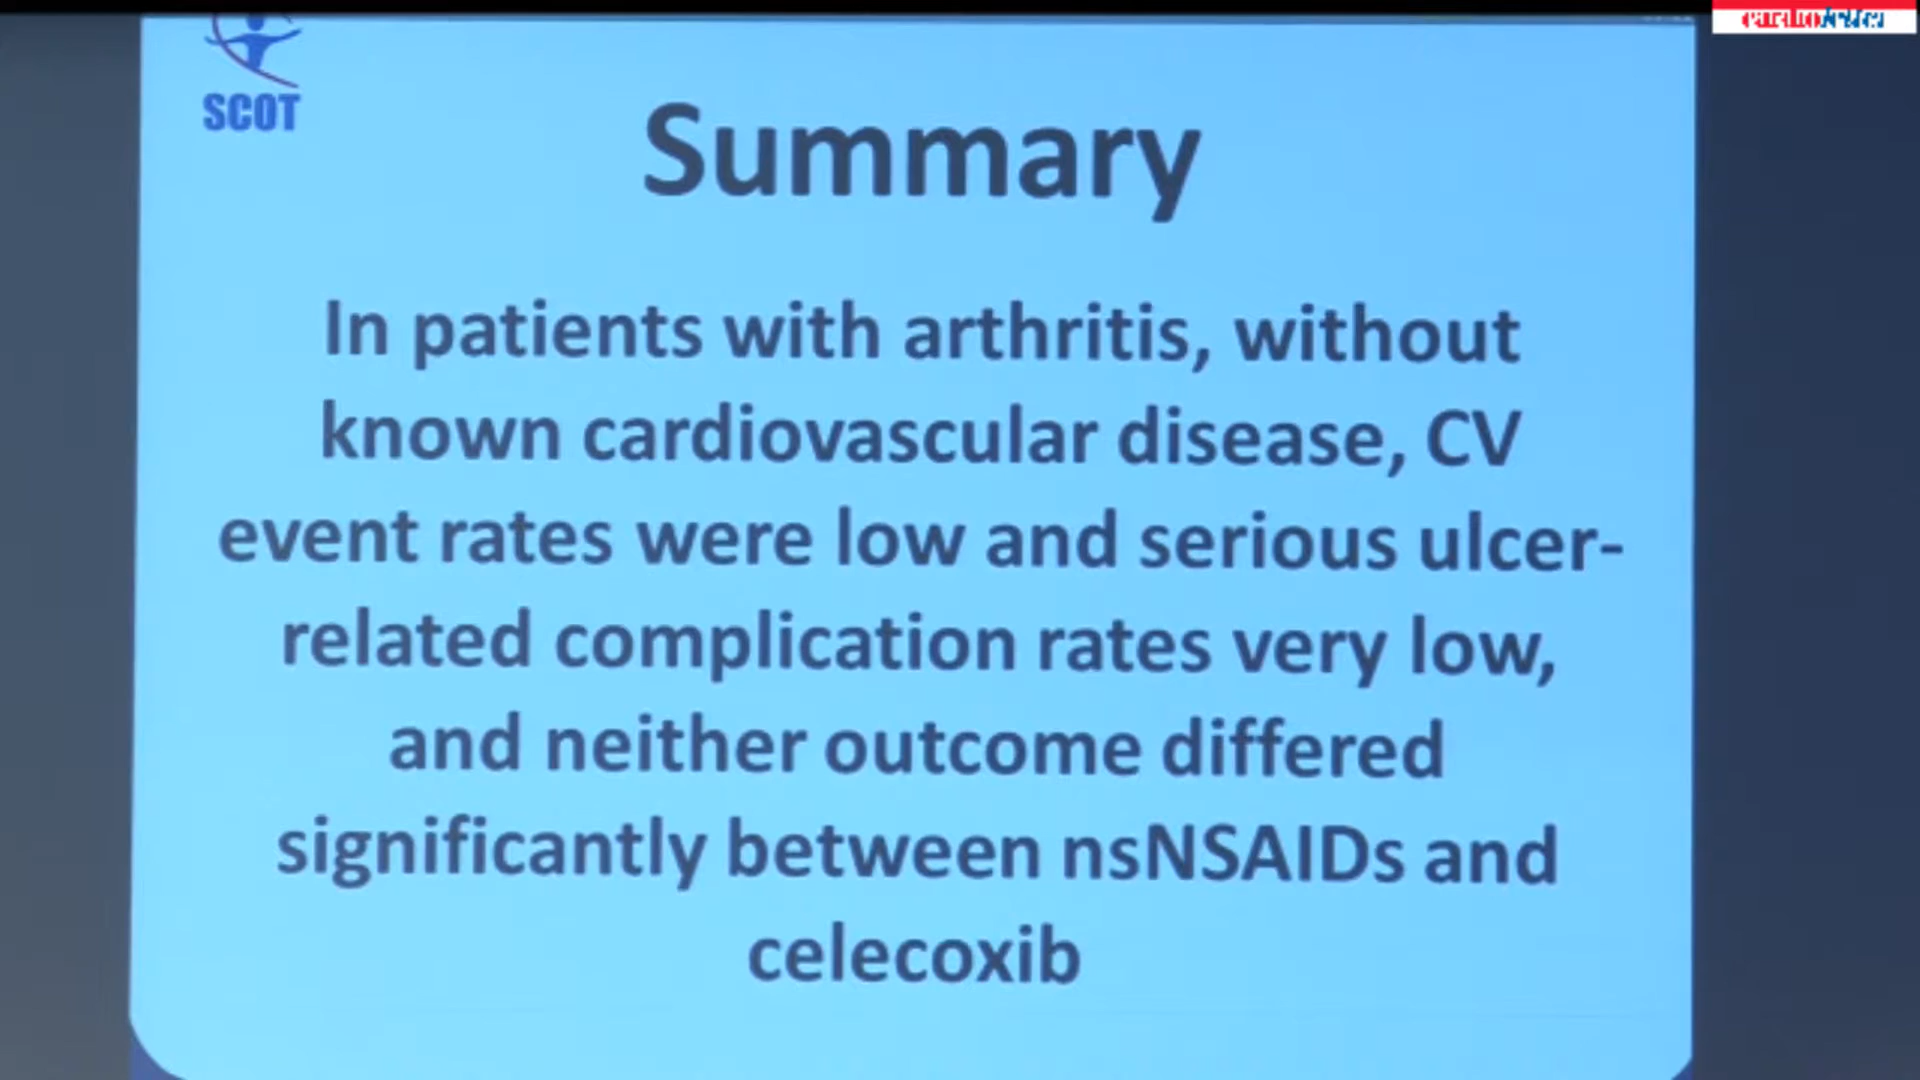 SCOT
Summary
In patients with arthritis, without
known cardiovascular disease, CV
event rates were low and serious ulcer-
related complication rates very low,
and neither outcome differed
significantly between nsNSAIDs and
celecoxib